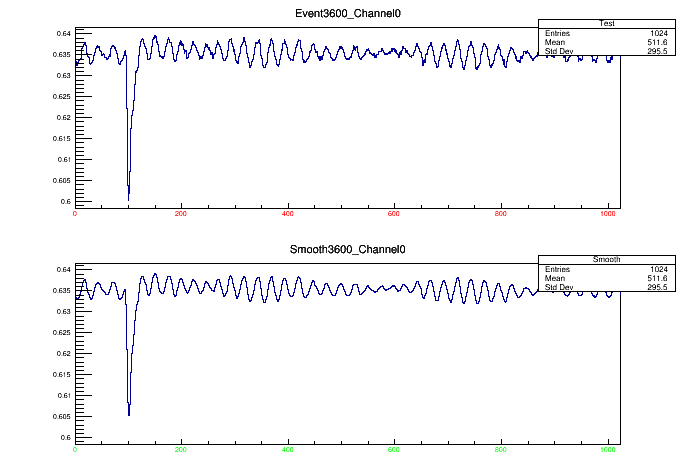 Event3600_Channel0
Test
Entries 1024
Mean 511.6
Std Dev 295.5
0.64
0.635
0.63
0.625
0.62
0.615
0.61
0.605
0.6
0 200 400 600 800 1000
Smooth3600_Channel0
Smooth
Entries 1024
Mean 511.6
Std Dev 295.5
0.64
0.635
0.63
0.625
0.62
0.615
0.61
0.605
0.6
0 200 400 600 800 1000